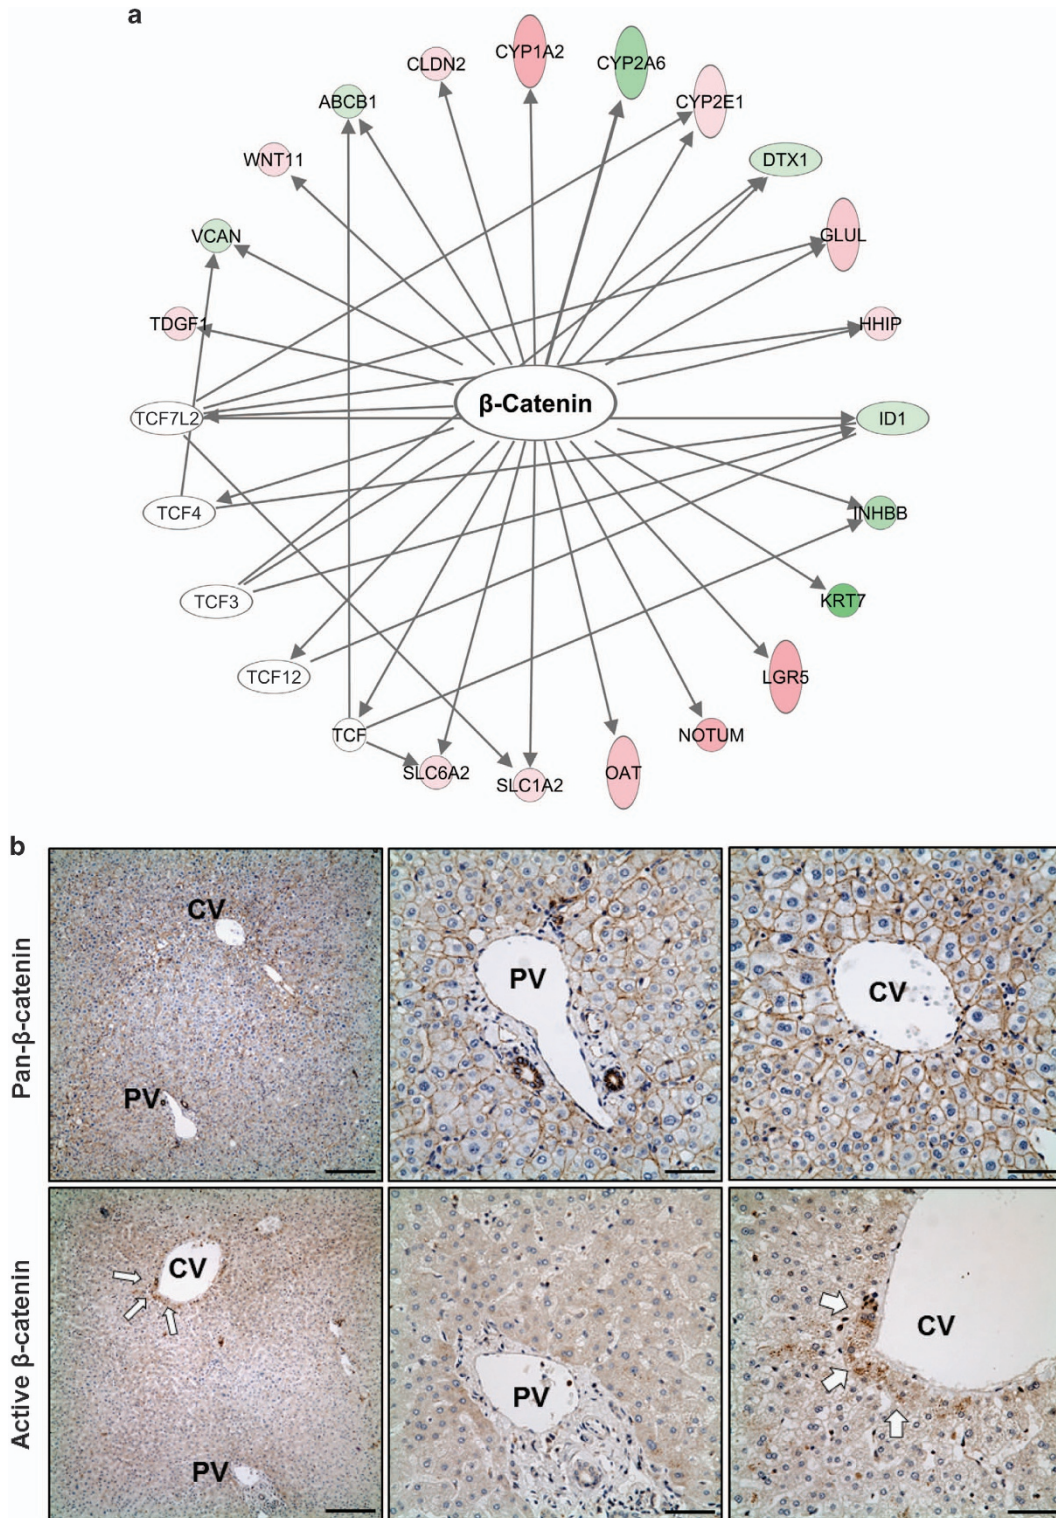 a
CYP1A2
CYP2A6
CLDN2
CYP2E1
ABCB1
WNT11
DTX1
VCAN
GLUL
TDGF1
HHIP
β-Catenin
TCF7L2
ID1
TCF4
INHBB
TCF3
KRT7
TCF12
LGR5
TCF
NOTUM
SLC6A2
SLC1A2
OAT
b
Pan-β-catenin
CV
PV
PV
CV
Active β-catenin
CV
PV
PV
CV